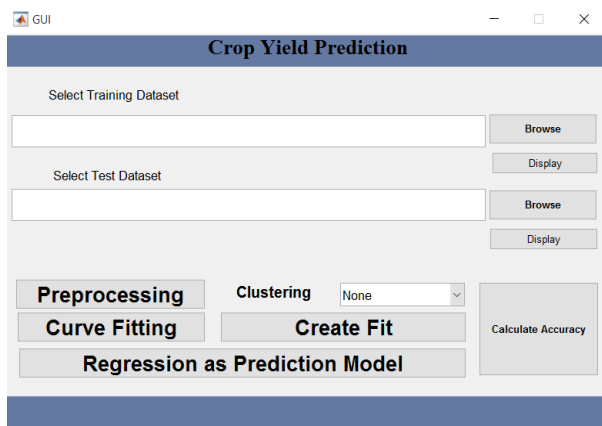 GUI
Crop Yield Prediction
Select Training Dataset
Browse
Display
Select Test Dataset
Browse
Display
Preprocessing
Clustering
None
Curve Fitting
Create Fit
Calculate Accuracy
Regression as Prediction Model